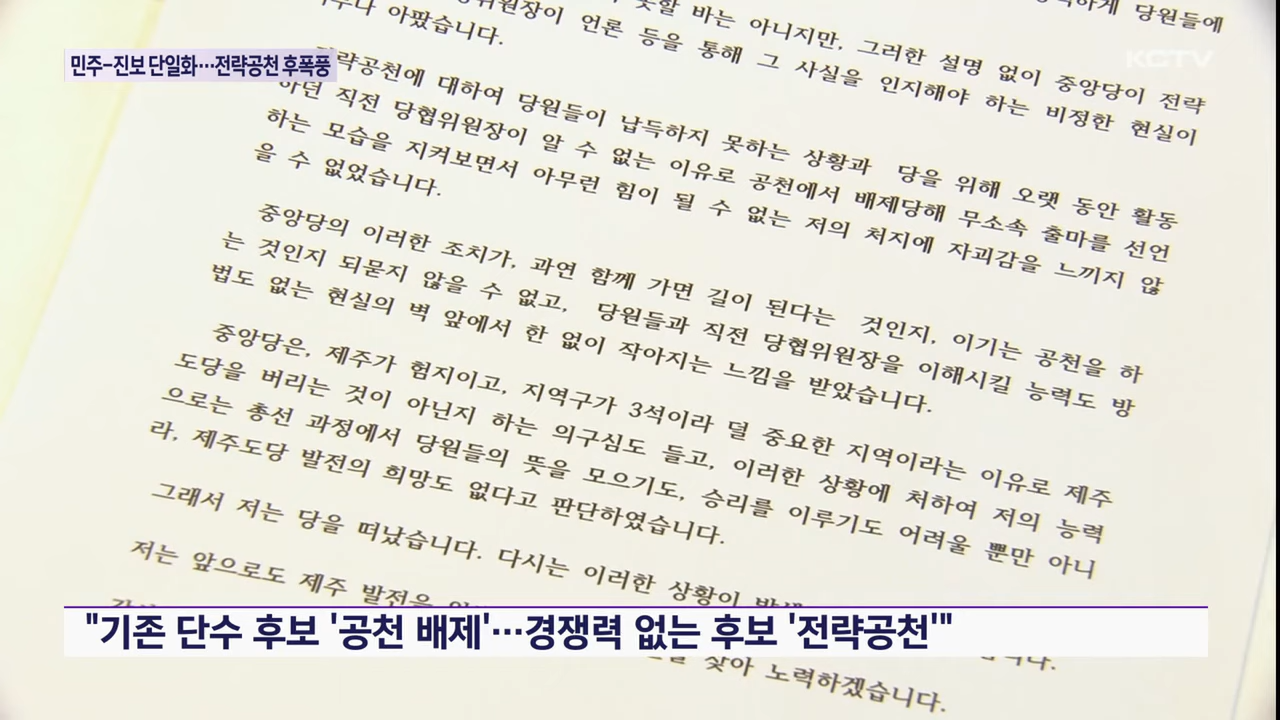 하게 당원들에
못할 바는 아니지만, 그러한 설명 없이 중앙당이 전략
위원장이 언론 등을 통해 그 사실을 인지해야 하는 비정한 현실이
아팠습니다.
민주-진보 단일화…전략공천 후폭풍
KCTV
전략공천에 대하여 당원들이 납득하지 못하는 상황과 당을 위해 오랫 동안 활동
하던 직전 당협위원장이 알 수 없는 이유로 공천에서 배제당해 무소속 출마를 선언
하는 모습을 지켜보면서 아무런 힘이 될 수 없는 저의 처지에 자괴감을 느끼지 않
을 수 없었습니다.
중앙당의 이러한 조치가, 과연 함께 가면 길이 된다는 것인지, 이기는 공천을 하
는 것인지 되묻지 않을 수 없고, 당원들과 직전 당협위원장을 이해시킬 능력도 방
법도 없는 현실의 벽 앞에서 한 없이 작아지는 느낌을 받았습니다.
중앙당은, 제주가 험지이고, 지역구가 3석이라 덜 중요한 지역이라는 이유로 제주
도당을 버리는 것이 아닌지 하는 의구심도 들고, 이러한 상황에 처하여 저의 능력
으로는 총선 과정에서 당원들의 뜻을 모으기도, 승리를 이루기도 어려울 뿐만 아니
라, 제주도당 발전의 희망도 없다고 판단하였습니다.
그래서 저는 당을 떠났습니다. 다시는 이러한 상황이
저는 앞으로도 제주 발전을
찾아 노력하겠습니다.
"기존 단수 후보 '공천 배제'…경쟁력 없는 후보 '전략공천'"